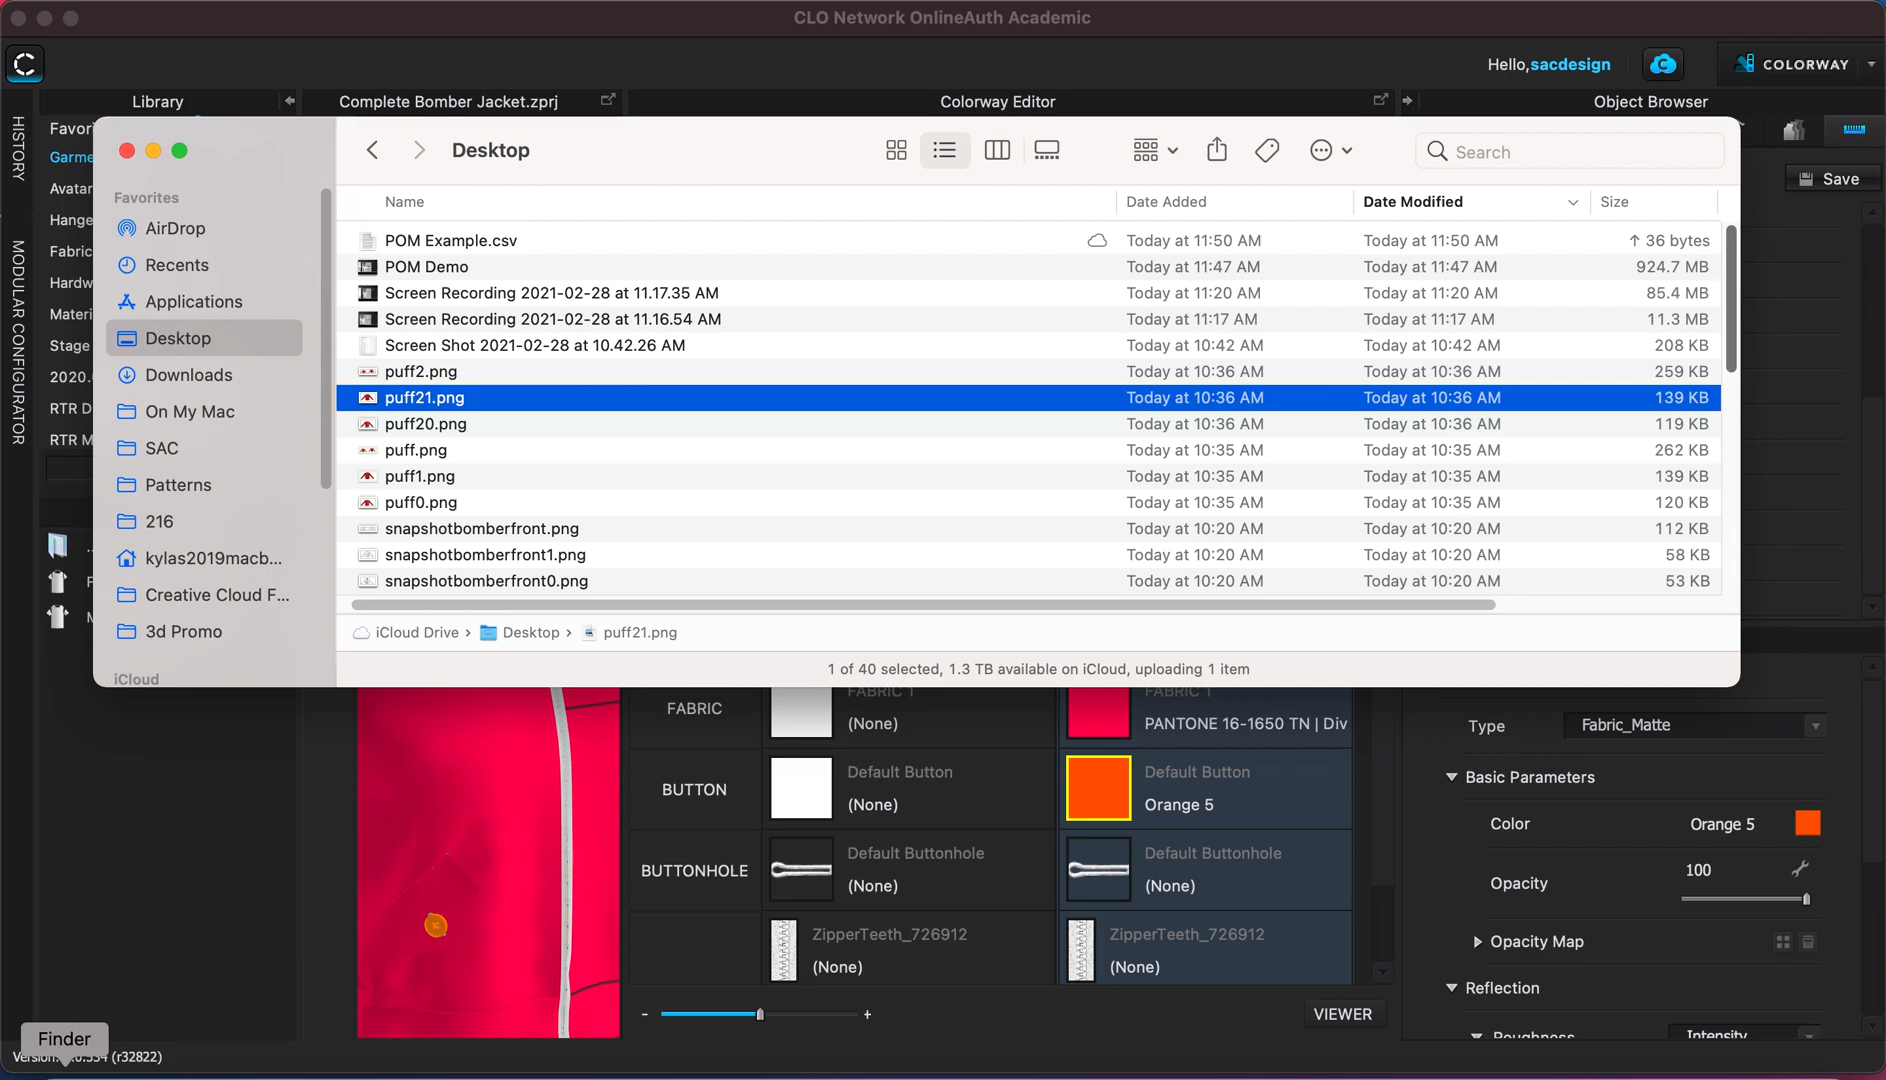 CLO Network OnlineAuth Academic
Hello,sacdesign
COLORWAY
Library
Complete Bomber Jacket.zprj
Colorway Editor
Object Browser
HISTORY
MODULAR CONFIGURATOR
Favori
Garme
Avatar
Hange
Fabric
Hardw
Materi
Stage
2020.
RTR D
RTR M
..
F
M
Save
Desktop
Search
Favorites
AirDrop
Recents
Applications
Desktop
Downloads
On My Mac
SAC
Patterns
216
kylas2019macb...
Creative Cloud F...
3d Promo
iCloud
Name Date Added Date Modified Size
POM Example.csv Today at 11:50 AM Today at 11:50 AM ↑ 36 bytes
POM Demo Today at 11:47 AM Today at 11:47 AM 924.7 MB
Screen Recording 2021-02-28 at 11.17.35 AM Today at 11:20 AM Today at 11:20 AM 85.4 MB
Screen Recording 2021-02-28 at 11.16.54 AM Today at 11:17 AM Today at 11:17 AM 11.3 MB
Screen Shot 2021-02-28 at 10.42.26 AM Today at 10:42 AM Today at 10:42 AM 208 KB
puff2.png Today at 10:36 AM Today at 10:36 AM 259 KB
puff21.png Today at 10:36 AM Today at 10:36 AM 139 KB
puff20.png Today at 10:36 AM Today at 10:36 AM 119 KB
puff.png Today at 10:35 AM Today at 10:35 AM 262 KB
puff1.png Today at 10:35 AM Today at 10:35 AM 139 KB
puff0.png Today at 10:35 AM Today at 10:35 AM 120 KB
snapshotbomberfront.png Today at 10:20 AM Today at 10:20 AM 112 KB
snapshotbomberfront1.png Today at 10:20 AM Today at 10:20 AM 58 KB
snapshotbomberfront0.png Today at 10:20 AM Today at 10:20 AM 53 KB
iCloud Drive › Desktop › puff21.png
1 of 40 selected, 1.3 TB available on iCloud, uploading 1 item
FABRIC
FABRIC 1
(None)
FABRIC 1
PANTONE 16-1650 TN | Div
BUTTON
Default Button
(None)
Default Button
Orange 5
BUTTONHOLE
Default Buttonhole
(None)
Default Buttonhole
(None)
ZipperTeeth_726912
(None)
ZipperTeeth_726912
(None)
- +
VIEWER
Type Fabric_Matte
Basic Parameters
Color Orange 5
Opacity 100
Opacity Map
Reflection
Roughness Intensity
Finder
(r32822)